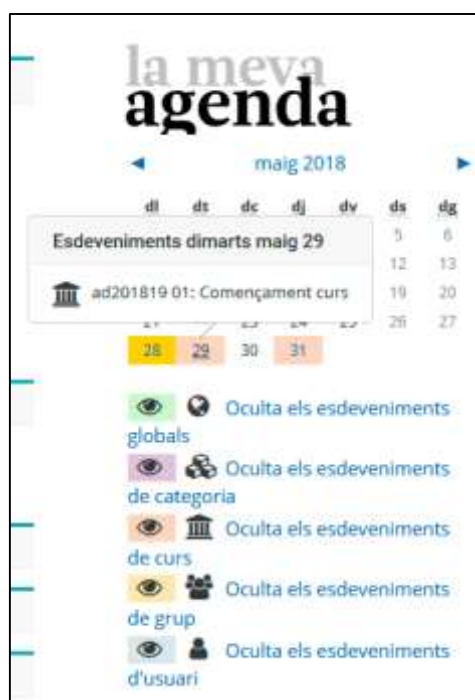 la meva
agenda
◄ maig 2018 ►
dl dt dc dj dv ds dg
Esdeveniments dimarts maig 29
5 6
12 13
ad201819 01: Començament curs
19 20
26 27
28 29 30 31
Oculta els esdeveniments
globals
Oculta els esdeveniments
de categoria
Oculta els esdeveniments
de curs
Oculta els esdeveniments
de grup
Oculta els esdeveniments
d'usuari